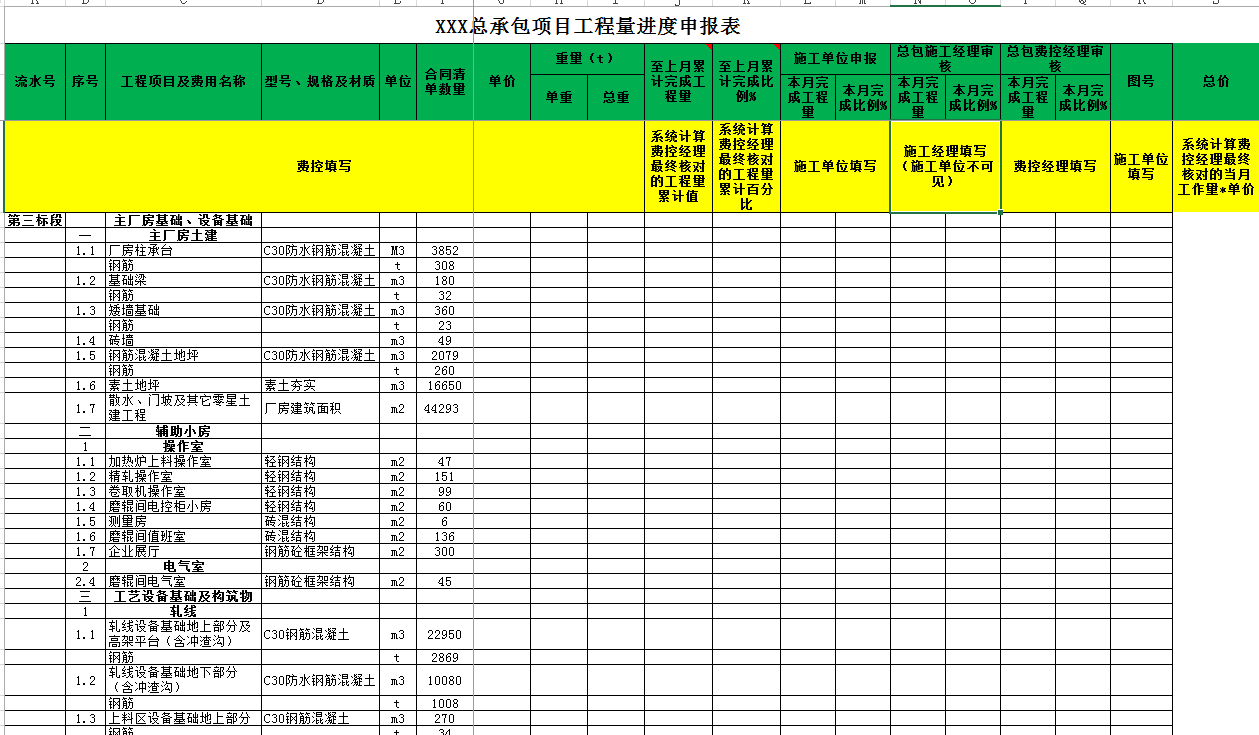 XXX总承包项目工程量进度申报表
流水号 序号 工程项目及费用名称 型号、规格及材质 单位 合同清单数量 单价 重量（t） 至上月累计完成工程量 至上月累计完成比例% 施工单位申报 总包施工经理审核 总包费控经理审核 图号 总价
单重 总重 本月完成工程量 本月完成比例% 本月完成工程量 本月完成比例% 本月完成工程量 本月完成比例%
费控填写 系统计算费控经理最终核对的工程量累计值 系统计算费控经理最终核对的工程量累计百分比 施工单位填写 施工经理填写（施工单位不可见） 费控经理填写 施工单位填写 系统计算费控经理最终核对的当月工作量*单价
第三标段 主厂房基础、设备基础
一 主厂房土建
1.1 厂房柱承台 C30防水钢筋混凝土 M3 3852
钢筋 t 308
1.2 基础梁 C30防水钢筋混凝土 m3 180
钢筋 t 32
1.3 矮墙基础 C30防水钢筋混凝土 m3 360
钢筋 t 23
1.4 砖墙 m3 49
1.5 钢筋混凝土地坪 C30防水钢筋混凝土 m3 2079
钢筋 t 260
1.6 素土地坪 素土夯实 m3 16650
1.7 散水、门坡及其它零星土建工程 厂房建筑面积 m2 44293
二 辅助小房
1 操作室
1.1 加热炉上料操作室 轻钢结构 m2 47
1.2 精轧操作室 轻钢结构 m2 151
1.3 卷取机操作室 轻钢结构 m2 99
1.4 磨辊间电控柜小房 轻钢结构 m2 60
1.5 测量房 砖混结构 m2 6
1.6 磨辊间值班室 砖混结构 m2 136
1.7 企业展厅 钢筋砼框架结构 m2 300
2 电气室
2.4 磨辊间电气室 钢筋砼框架结构 m2 45
三 工艺设备基础及构筑物
1 轧线
1.1 轧线设备基础地上部分及高架平台（含冲渣沟） C30钢筋混凝土 m3 22950
钢筋 t 2869
1.2 轧线设备基础地下部分（含冲渣沟） C30防水钢筋混凝土 m3 10080
钢筋 t 1008
1.3 上料区设备基础地上部分 C30钢筋混凝土 m3 270
钢筋 t 34